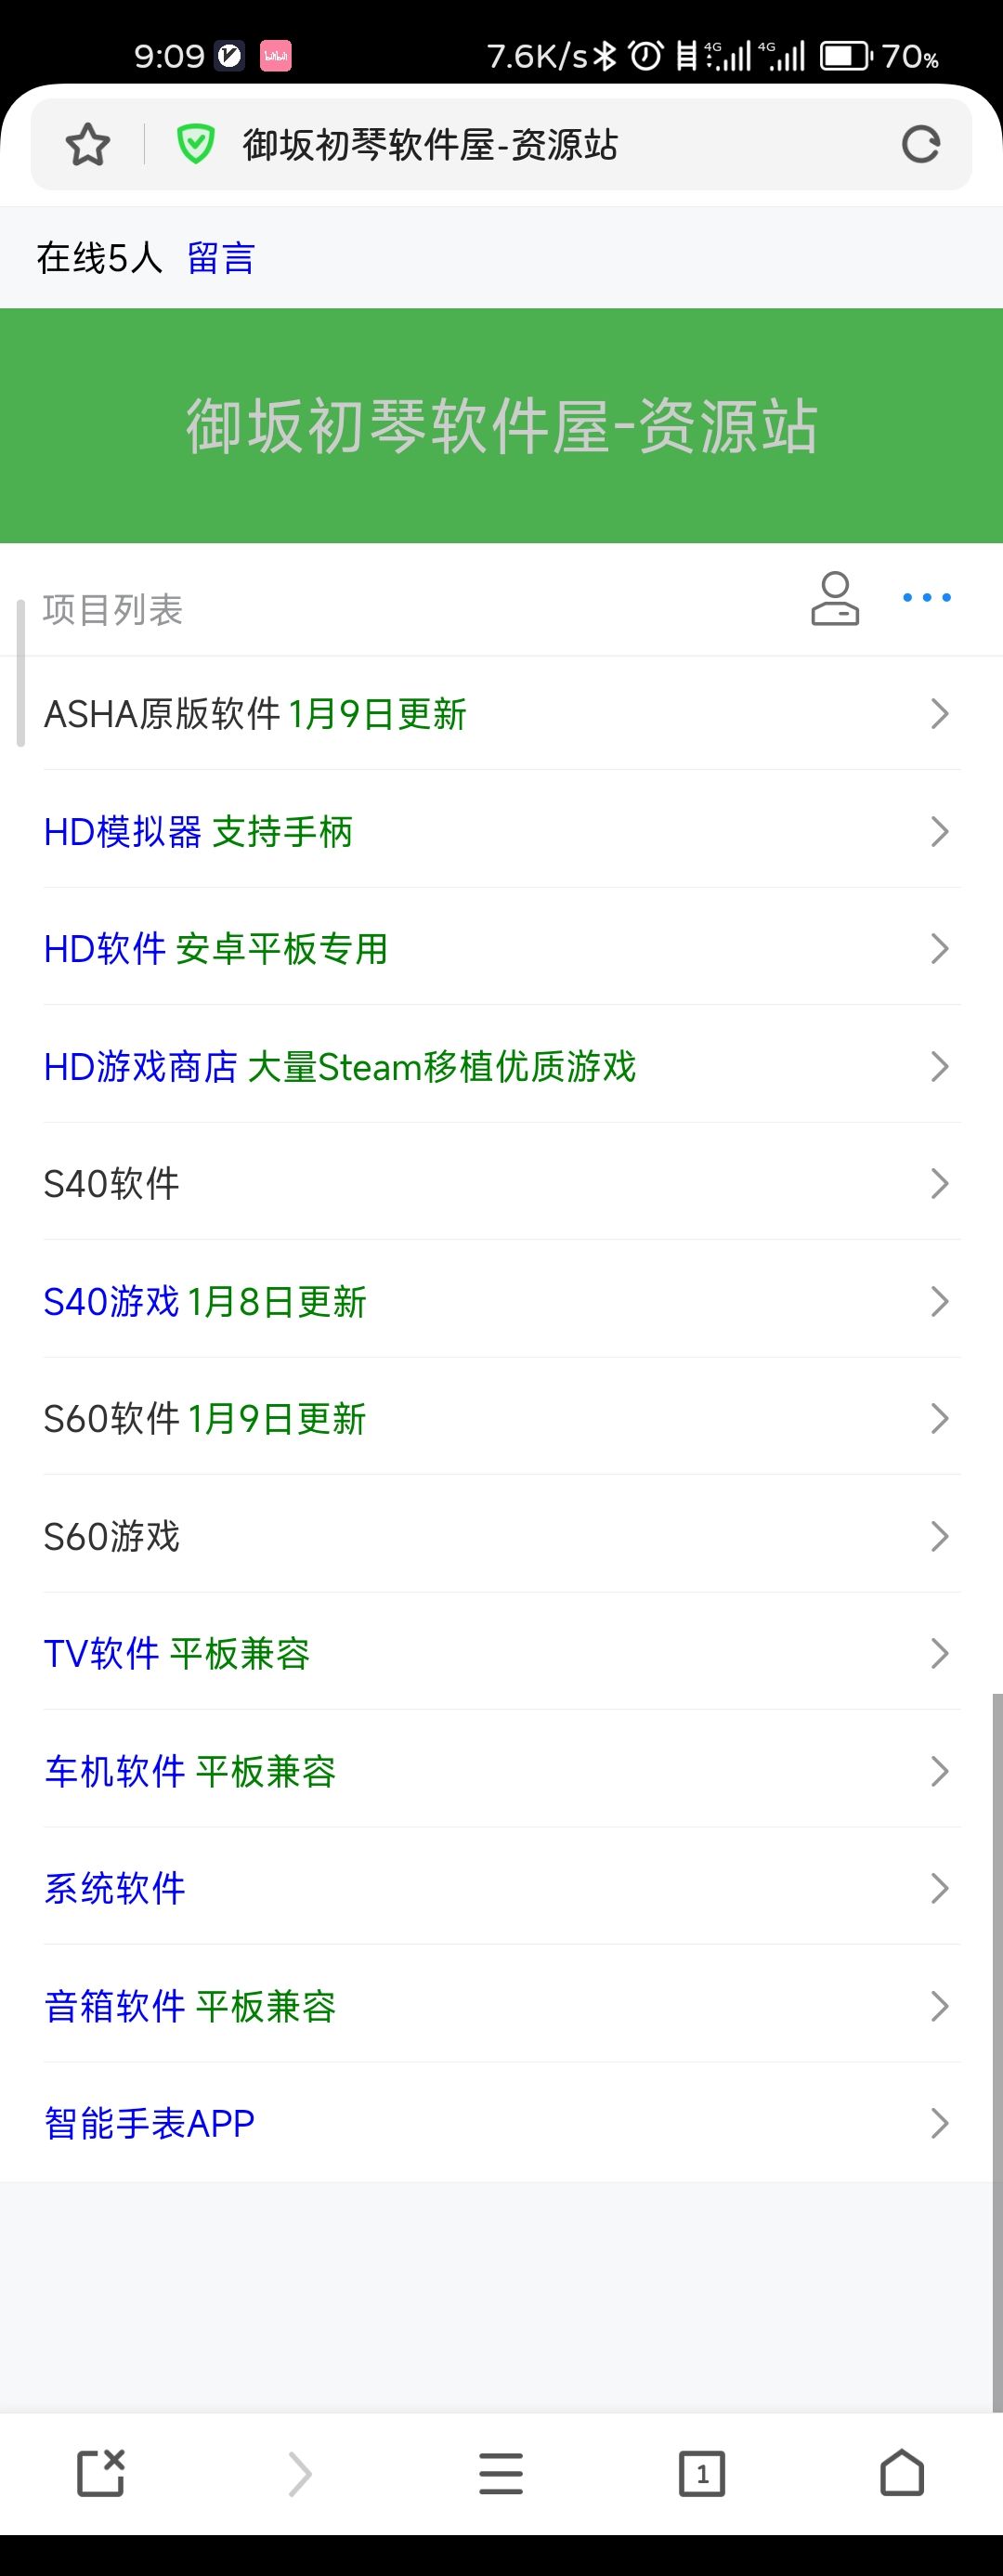 9:09 7.6K/s 4G 4G 70%
御坂初琴软件屋-资源站
在线5人 留言
御坂初琴软件屋-资源站
项目列表
ASHA原版软件 1月9日更新
HD模拟器 支持手柄
HD软件 安卓平板专用
HD游戏商店 大量Steam移植优质游戏
S40软件
S40游戏 1月8日更新
S60软件 1月9日更新
S60游戏
TV软件 平板兼容
车机软件 平板兼容
系统软件
音箱软件 平板兼容
智能手表APP
1